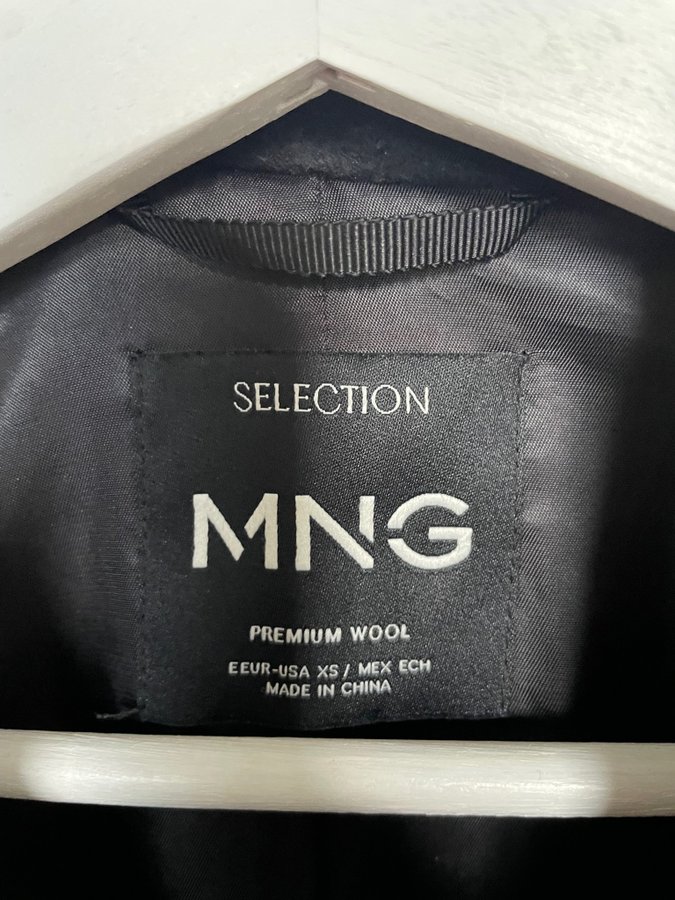 SELECTION
MNG
PREMIUM WOOL
EEUR-USA XS / MEX ECH
MADE IN CHINA